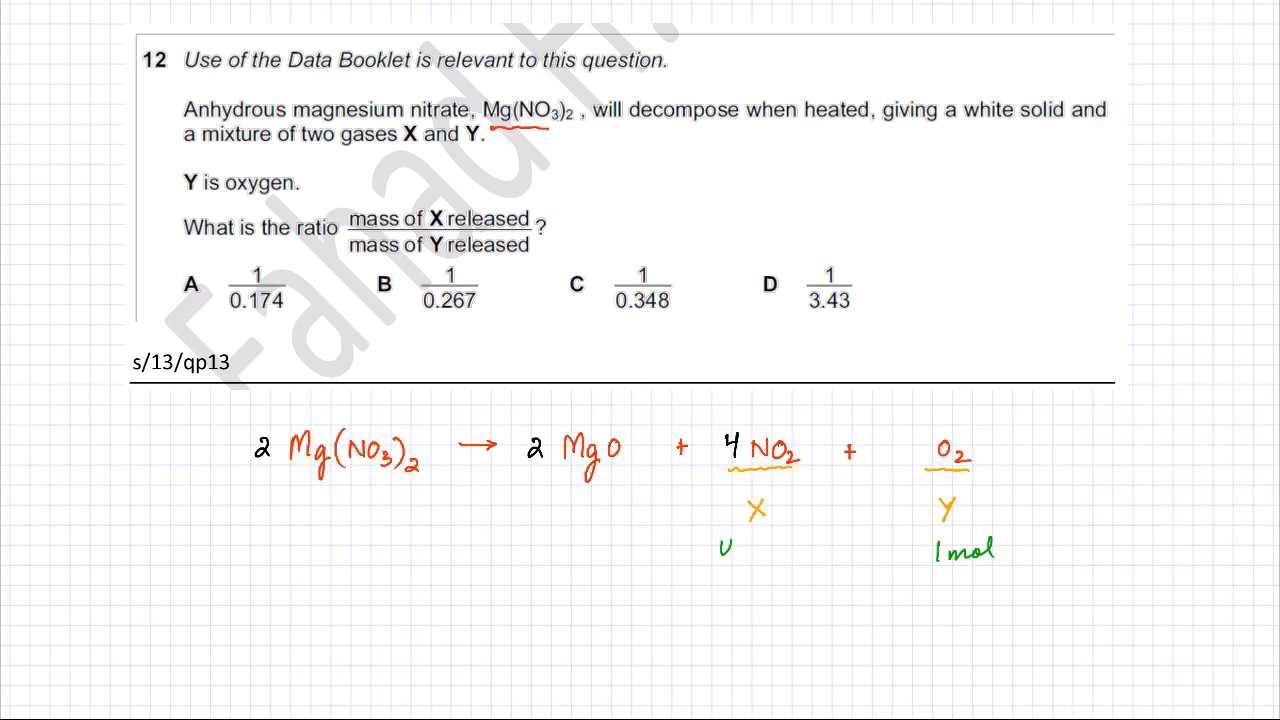 12 Use of the Data Booklet is relevant to this question.
Anhydrous magnesium nitrate, Mg(NO₃)₂ , will decompose when heated, giving a white solid and
a mixture of two gases X and Y.
Y is oxygen.
What is the ratio mass of X released / mass of Y released ?
A 1/0.174 B 1/0.267 C 1/0.348 D 1/3.43
s/13/qp13
2 Mg(NO₃)₂ → 2 MgO + 4 NO₂ + O₂
X Y
1 mol